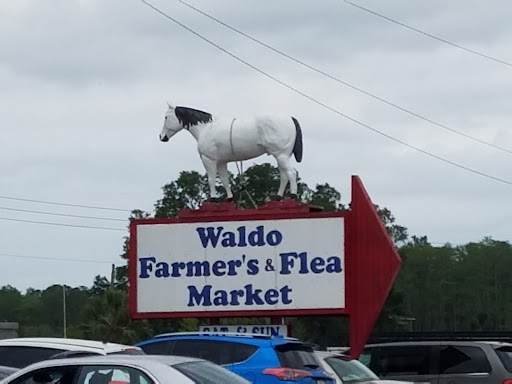 Waldo
Farmer's & Flea
Market
SAT & SUN